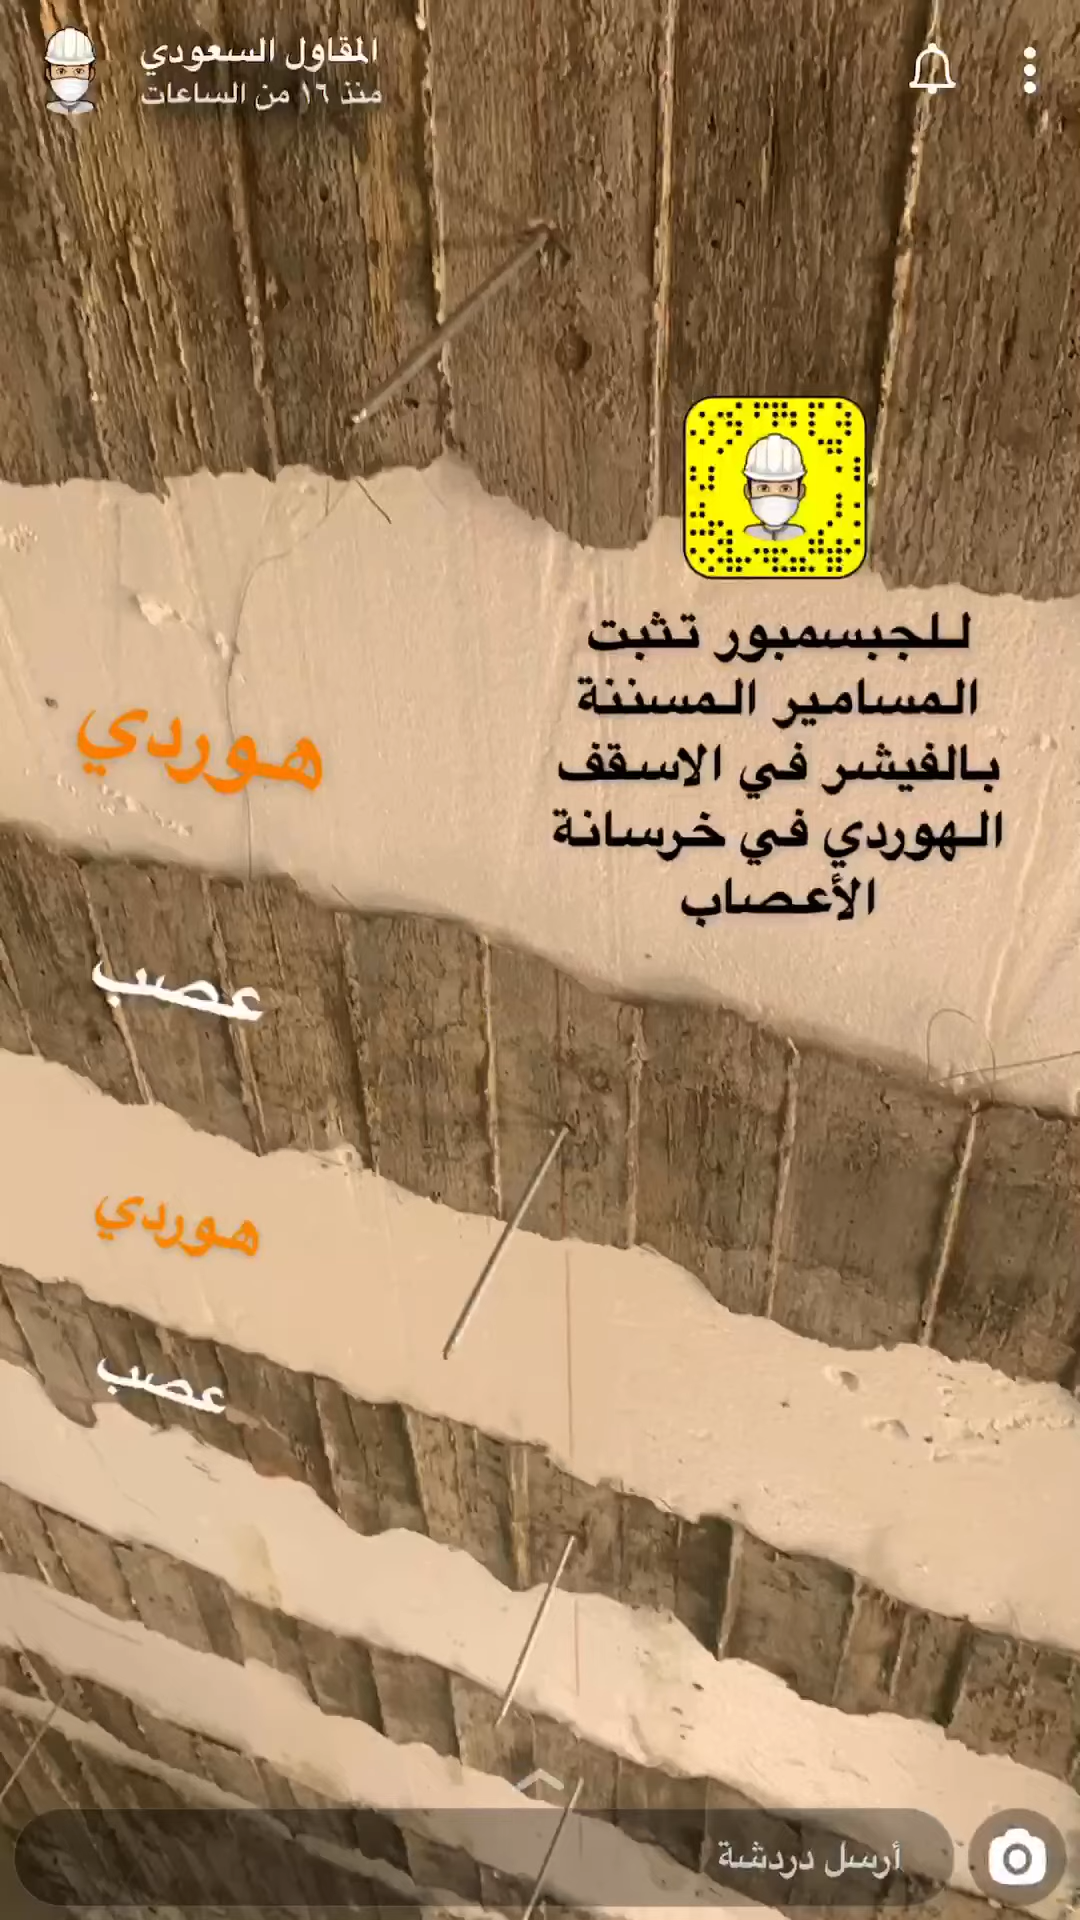 المقاول السعودي
منذ ١٦ من الساعات
للجبسمبور تثبت
المسامير المسننة
بالفيشر في الاسقف
الهوردي في خرسانة
الأعصاب
هوردي
عصب
هوردي
عصب
أرسل دردشة